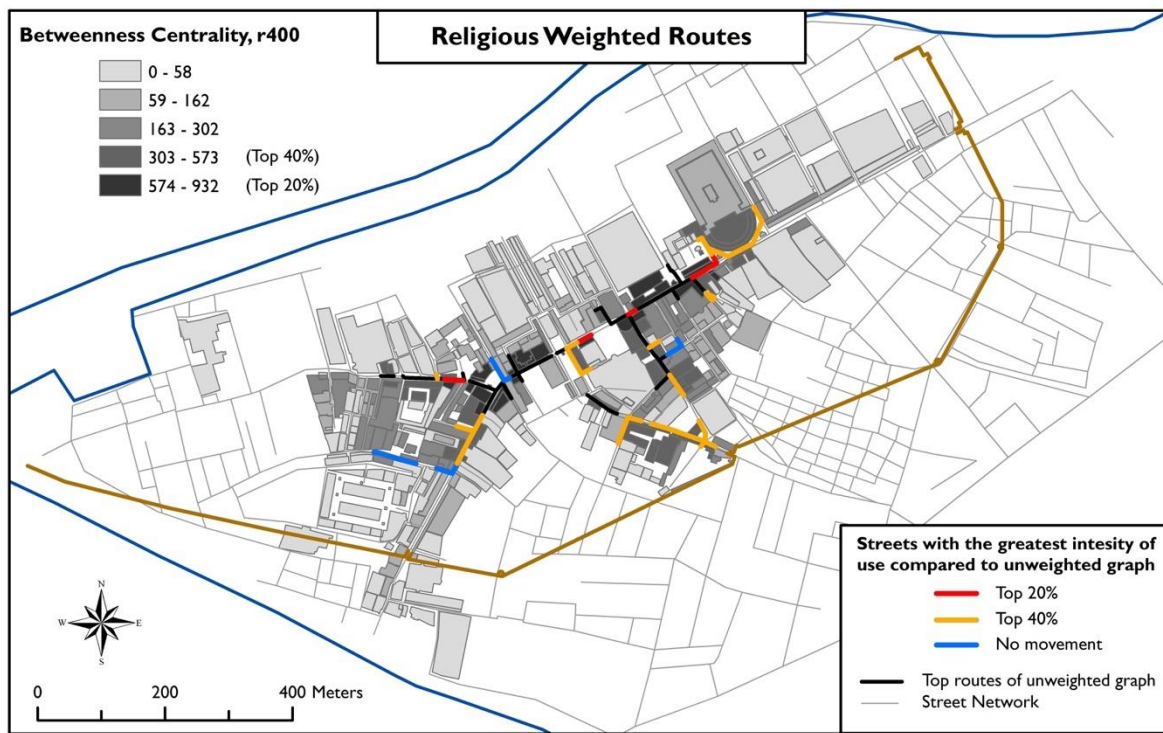 Religious Weighted Routes
Betweenness Centrality, r400
0 - 58
59 - 162
163 - 302
303 - 573 (Top 40%)
574 - 932 (Top 20%)
N
W E
S
0 200 400 Meters
Streets with the greatest intesity of
use compared to unweighted graph
Top 20%
Top 40%
No movement
Top routes of unweighted graph
Street Network